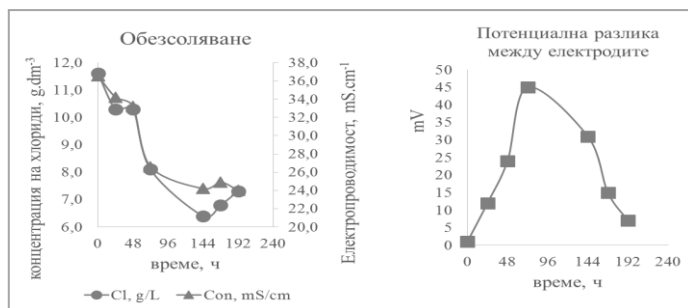 Обезсоляване
концентрация на хлориди, g.dm-3
12,0
11,0
10,0
9,0
8,0
7,0
6,0
38,0
36,0
34,0
32,0
30,0
28,0
26,0
24,0
22,0
20,0
Електропроводимост, mS.cm-1
0 48 96 144 192 240
време, ч
Cl, g/L Con, mS/cm
Потенциална разлика
между електродите
mV
50
45
40
35
30
25
20
15
10
5
0
0 48 96 144 192 240
време, ч